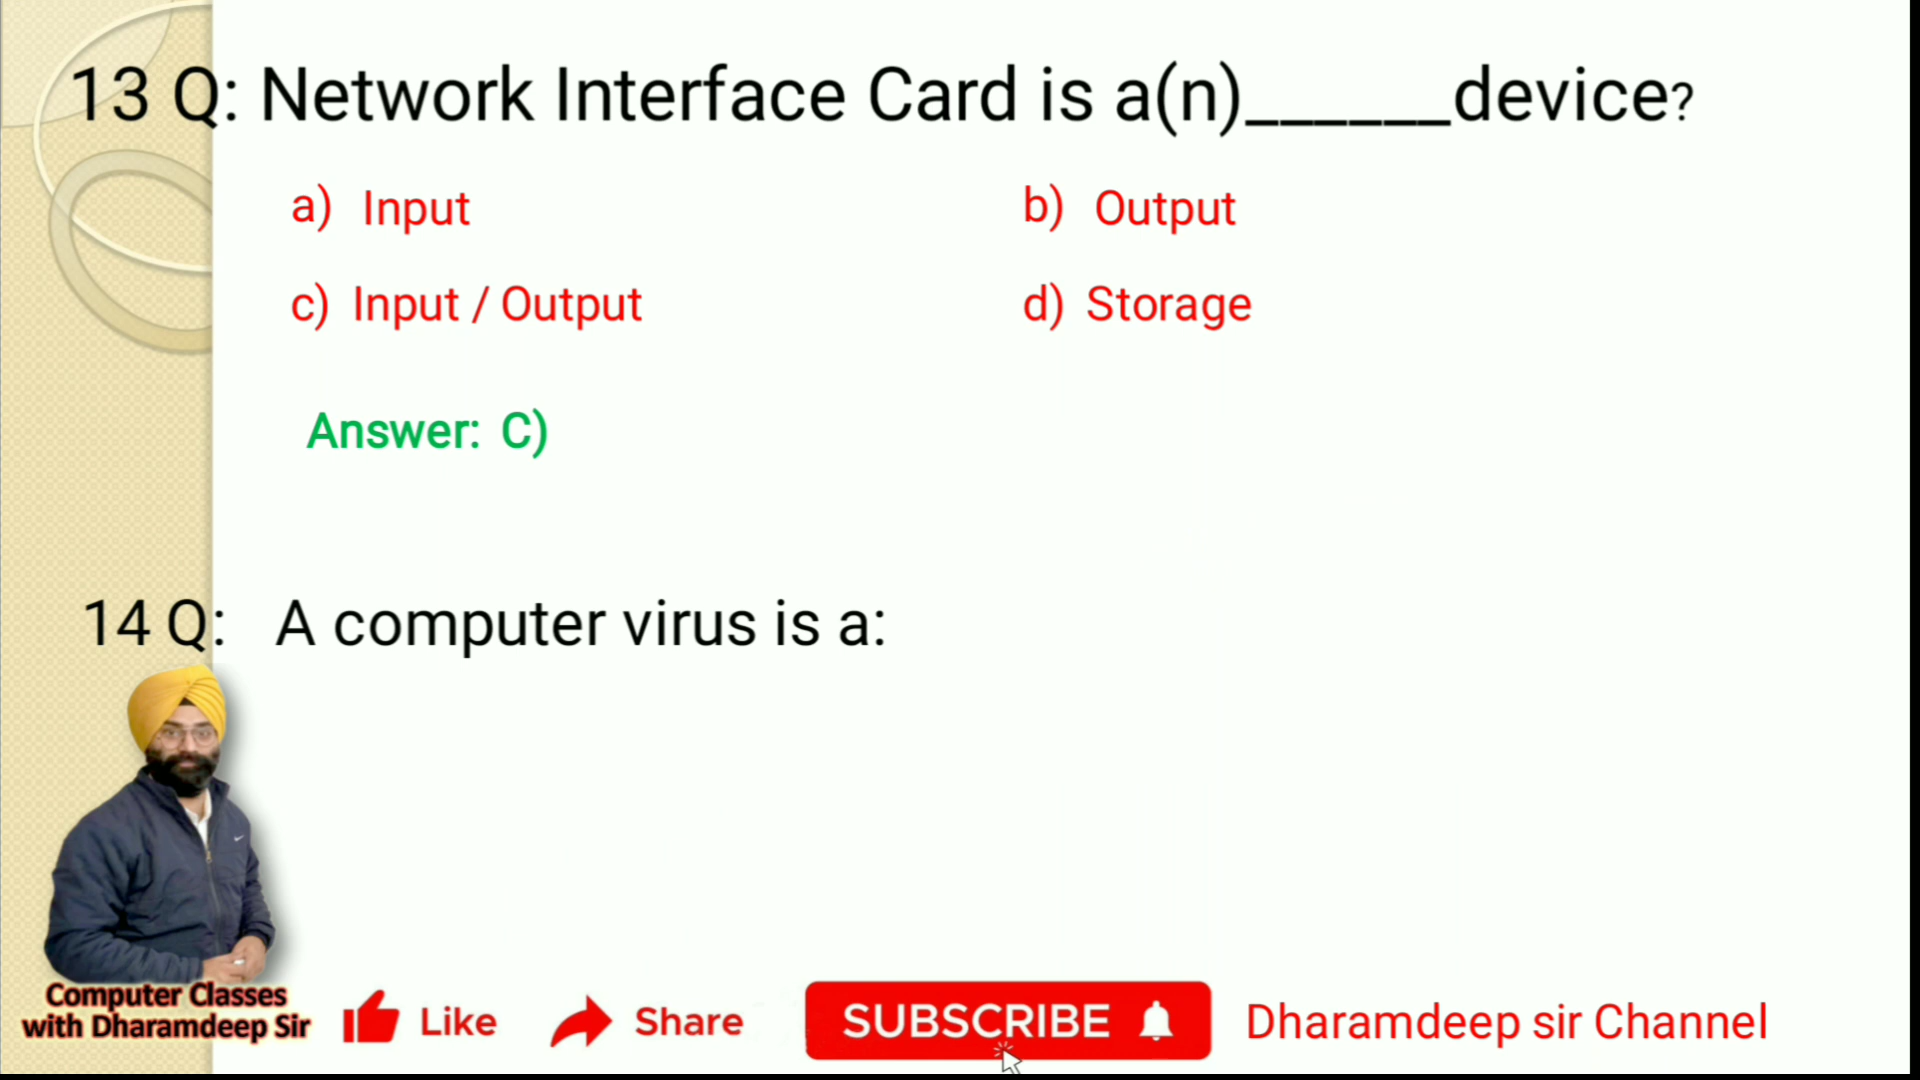 13 Q: Network Interface Card is a(n)______device?
a) Input
b) Output
c) Input / Output
d) Storage
Answer: C)
14 Q: A computer virus is a:
Computer Classes
with Dharamdeep Sir
Like
Share
SUBSCRIBE
Dharamdeep sir Channel